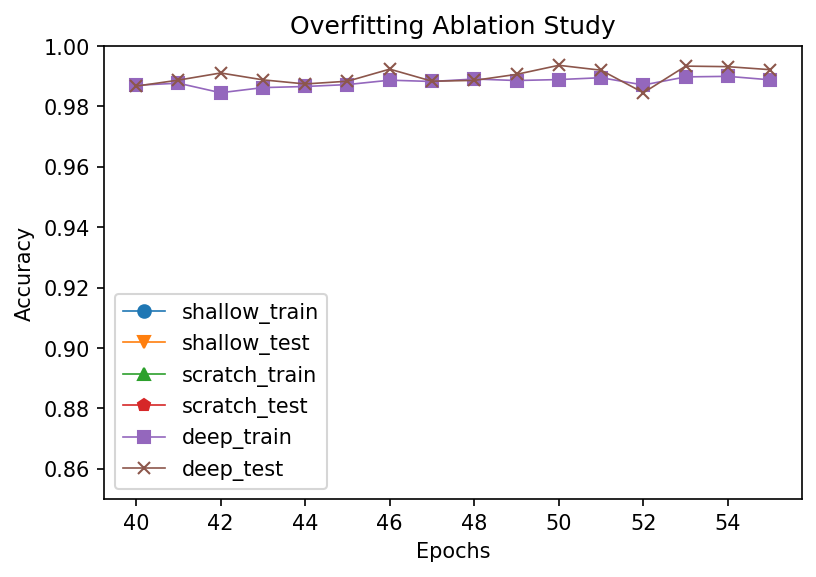 Overfitting Ablation Study
1.00
0.98
0.96
0.94
0.92
0.90
0.88
0.86
Accuracy
shallow_train
shallow_test
scratch_train
scratch_test
deep_train
deep_test
40 42 44 46 48 50 52 54
Epochs